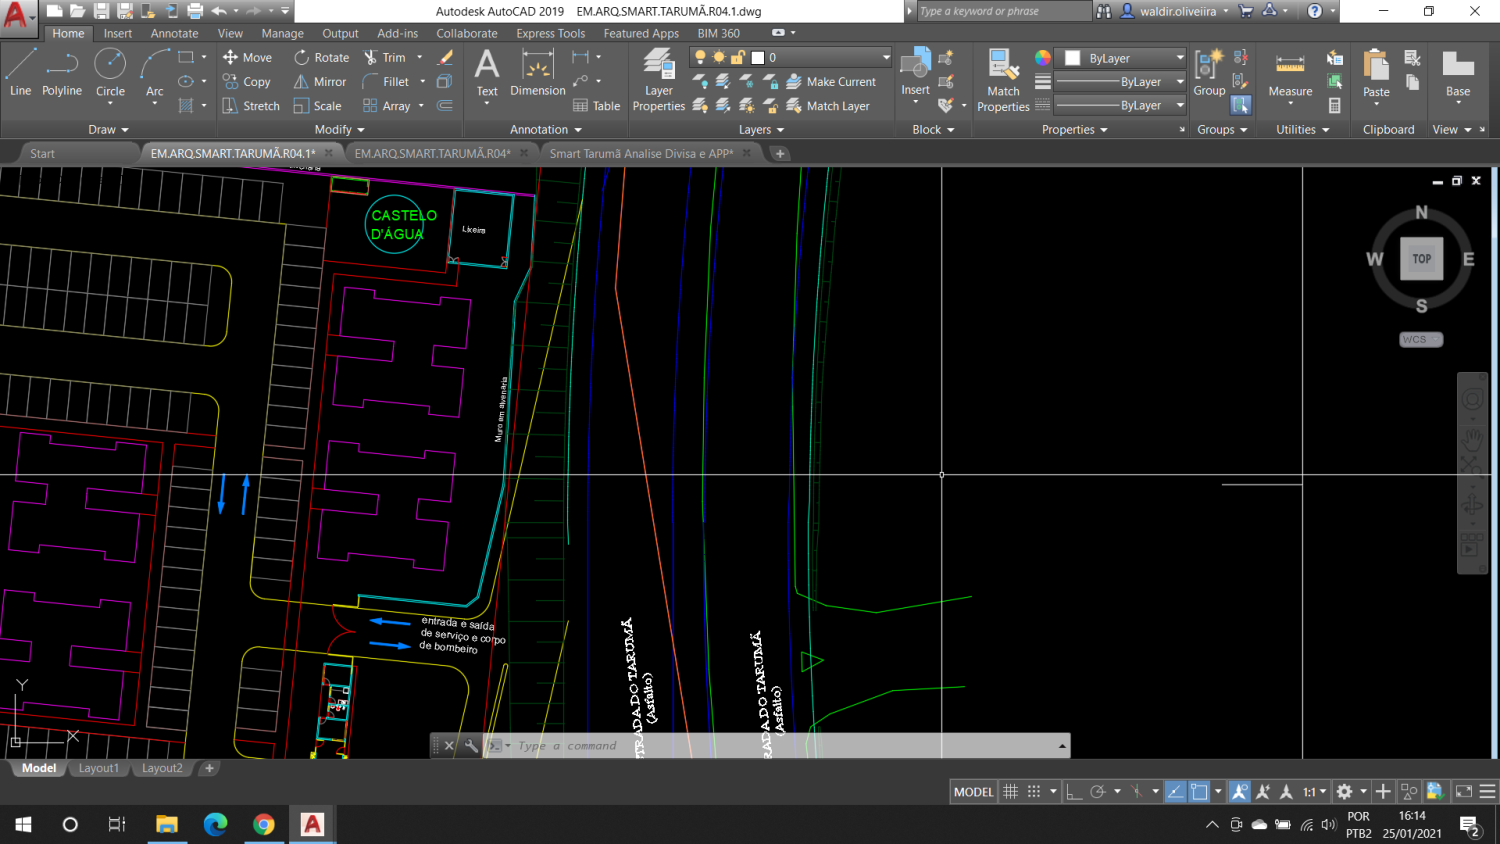 Autodesk AutoCAD 2019 EM.ARQ.SMART.TARUMÃ.R04.1.dwg
Type a keyword or phrase
waldir.oliveiira
Home Insert Annotate View Manage Output Add-ins Collaborate Express Tools Featured Apps BIM 360
Line Polyline Circle Arc
Move Rotate Trim
Copy Mirror Fillet
Stretch Scale Array
Text Dimension Table
Layer Properties
0
Make Current
Match Layer
Insert
Match Properties
ByLayer
ByLayer
ByLayer
Group Measure Paste Base
Draw Modify Annotation Layers Block Properties Groups Utilities Clipboard View
Start EM.ARQ.SMART.TARUMÃ.R04.1* EM.ARQ.SMART.TARUMÃ.R04* Smart Tarumã Analise Divisa e APP*
CASTELO
D'ÁGUA
Lixeira
Muro em alvenaria
entrada e saída
de serviço e corpo
de bombeiro
TRADA DO TARUMÃ
(Asfalto)
RADA DO TARUMÃ
(Asfalto)
N
W TOP E
S
WCS
Y
X
Type a command
Model Layout1 Layout2
MODEL 1:1
POR
PTB2
16:14
25/01/2021
2